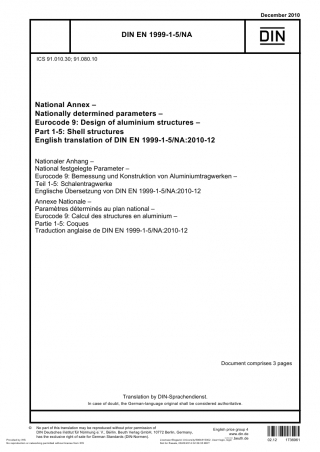 December 2010
DIN EN 1999-1-5/NA
DIN
ICS 91.010.30; 91.080.10
National Annex –
Nationally determined parameters –
Eurocode 9: Design of aluminium structures –
Part 1-5: Shell structures
English translation of DIN EN 1999-1-5/NA:2010-12
Nationaler Anhang –
National festgelegte Parameter –
Eurocode 9: Bemessung und Konstruktion von Aluminiumtragwerken –
Teil 1-5: Schalentragwerke
Englische Übersetzung von DIN EN 1999-1-5/NA:2010-12
Annexe Nationale –
Paramètres déterminés au plan national –
Eurocode 9: Calcul des structures en aluminium –
Partie 1-5: Coques
Traduction anglaise de DIN EN 1999-1-5/NA:2010-12
Document comprises 3 pages
Translation by DIN-Sprachendienst.
In case of doubt, the German-language original shall be considered authoritative.
© No part of this translation may be reproduced without prior permission of
DIN Deutsches Institut für Normung e. V., Berlin. Beuth Verlag GmbH, 10772 Berlin, Germany,
has the exclusive right of sale for German Standards (DIN-Normen).
English price group 4
www.din.de
www.beuth.de
02.12